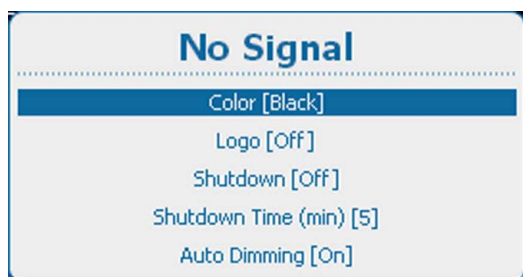 No Signal
Color [Black]
Logo [Off]
Shutdown [Off]
Shutdown Time (min) [5]
Auto Dimming [On]